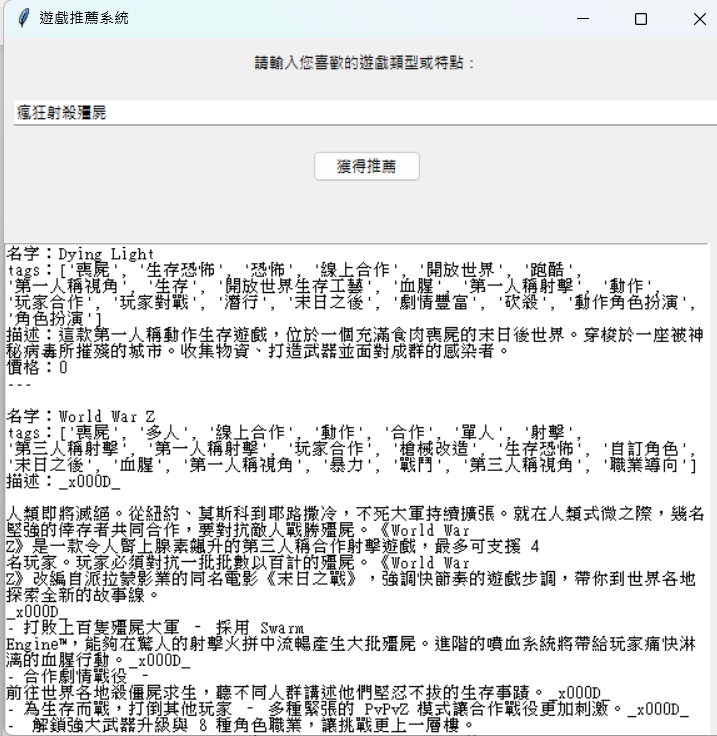 遊戲推薦系統
請輸入您喜歡的遊戲類型或特點：
瘋狂射殺殭屍
獲得推薦
名字：Dying Light
tags：['喪屍', '生存恐怖', '恐怖', '線上合作', '開放世界', '跑酷',
'第一人稱視角', '生存', '開放世界生存工藝', '血腥', '第一人稱射擊', '動作',
'玩家合作', '玩家對戰', '潛行', '末日之後', '劇情豐富', '砍殺', '動作角色扮演',
'角色扮演']
描述：這款第一人稱動作生存遊戲，位於一個充滿食肉喪屍的末日後世界。穿梭於一座被神
秘病毒所摧殘的城市。收集物資、打造武器並面對成群的感染者。
價格：0
---
名字：World War Z
tags：['喪屍', '多人', '線上合作', '動作', '合作', '單人', '射擊',
'第三人稱射擊', '第一人稱射擊', '玩家合作', '槍械改造', '生存恐怖', '自訂角色',
'末日之後', '血腥', '第一人稱視角', '暴力', '戰鬥', '第三人稱視角', '職業導向']
描述：_x000D_
人類即將滅絕。從紐約、莫斯科到耶路撒冷，不死大軍持續擴張。就在人類式微之際，幾名
堅強的倖存者共同合作，要對抗敵人戰勝殭屍。《World War
Z》是一款令人腎上腺素飆升的第三人稱合作射擊遊戲，最多可支援 4
名玩家。玩家必須對抗一批批數以百計的殭屍。《World War
Z》改編自派拉蒙影業的同名電影《末日之戰》，強調快節奏的遊戲步調，帶你到世界各地
探索全新的故事線。
_x000D_
- 打敗上百隻殭屍大軍 – 採用 Swarm
Engine™，能夠在驚人的射擊火拼中流暢產生大批殭屍。進階的噴血系統將帶給玩家痛快淋
漓的血腥行動。_x000D_
- 合作劇情戰役 –
前往世界各地殺殭屍求生，聽不同人群講述他們堅忍不拔的生存事蹟。_x000D_
- 為生存而戰，打倒其他玩家 – 多種緊張的 PvPvZ 模式讓合作戰役更加刺激。_x000D_
-  解鎖強大武器升級與 8 種角色職業，讓挑戰更上一層樓。